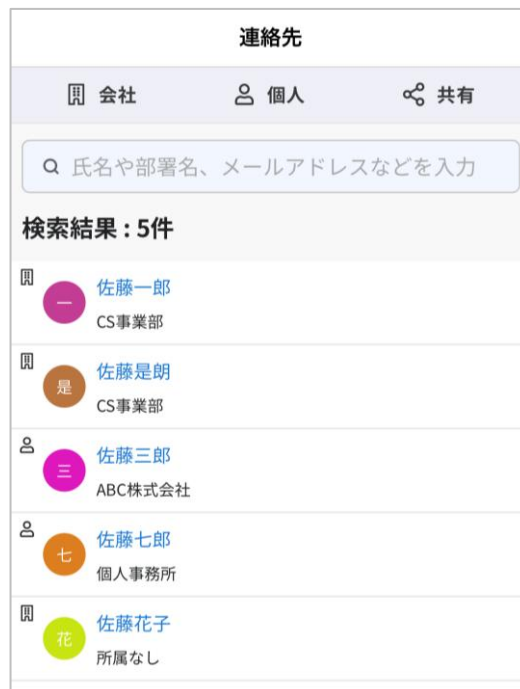 連絡先
会社 個人 共有
氏名や部署名、メールアドレスなどを入力
検索結果 : 5件
一 佐藤一郎
CS事業部
是 佐藤是朗
CS事業部
三 佐藤三郎
ABC株式会社
七 佐藤七郎
個人事務所
花 佐藤花子
所属なし